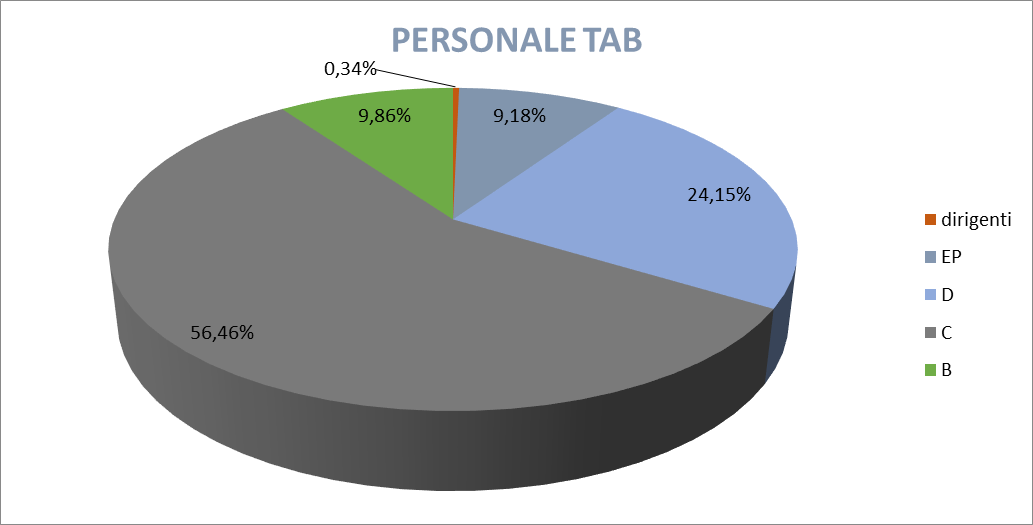 PERSONALE TAB
0,34%
9,86%
9,18%
24,15%
56,46%
dirigenti
EP
D
C
B